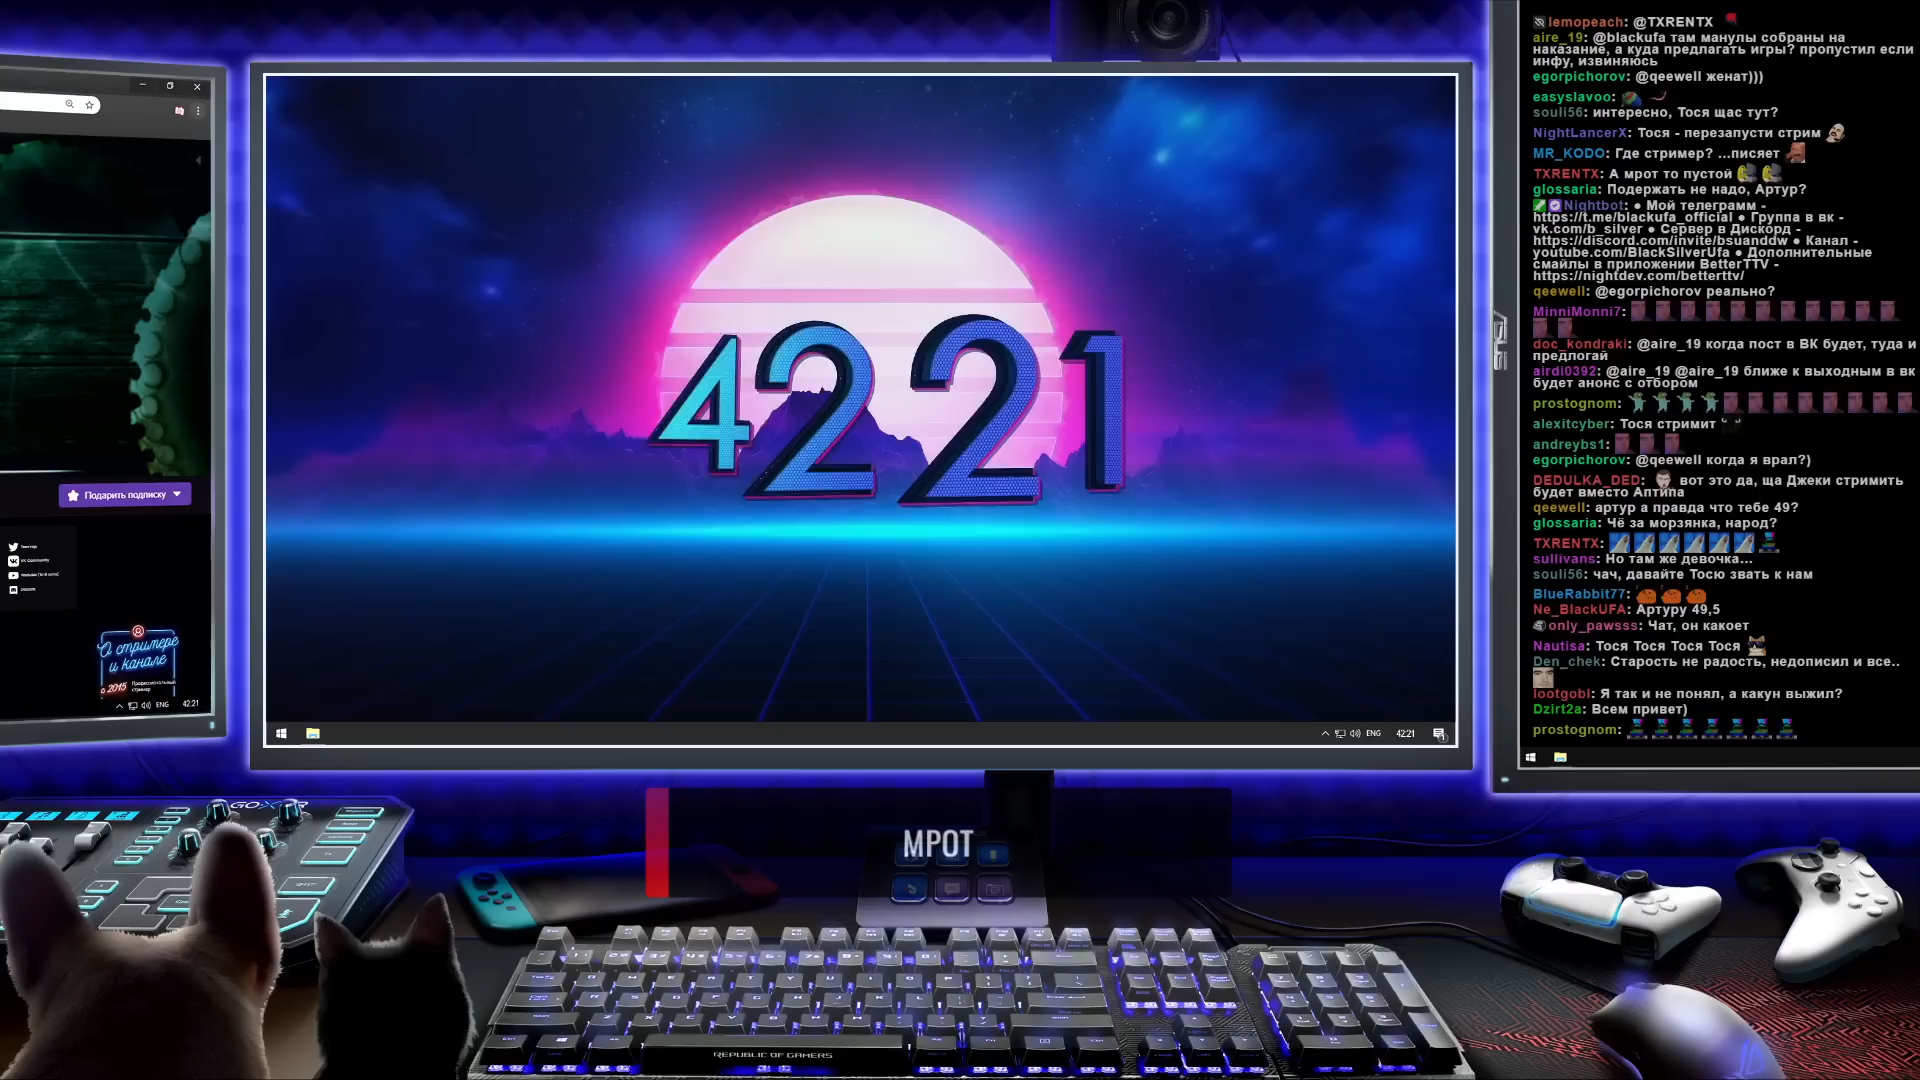 Подарить подписку
О стримере
и канале
с 2015
ENG
42:21
42 21
ENG
42:21
МРОТ
REPUBLIC OF GAMERS
lemopeach: @TXRENTX
aire_19: @blackufa там манулы собраны на
наказание, а куда предлагать игры? пропустил если
инфу, извиняюсь
egorpichorov: @qeewell женат)))
easyslavoo:
souli56: интересно, Тося щас тут?
NightLancerX: Тося - перезапусти стрим
MR_KODO: Где стример? ...писяет
TXRENTX: А мрот то пустой
glossaria: Подержать не надо, Артур?
Nightbot: ● Мой телеграмм -
https://t.me/blackufa_official ● Группа в вк -
vk.com/b_silver ● Сервер в Дискорд -
https://discord.com/invite/bsuanddw ● Канал -
youtube.com/BlackSilverUfa ● Дополнительные
смайлы в приложении BetterTTV -
https://nightdev.com/betterttv/
qeewell: @egorpichorov реально?
MinniMonni7:
doc_kondraki: @aire_19 когда пост в ВК будет, туда и
предлогай
airdi0392: @aire_19 @aire_19 ближе к выходным в вк
будет анонс с отбором
prostognom:
alexitcyber: Тося стримит
andreybs1:
egorpichorov: @qeewell когда я врал?)
DEDULKA_DED: вот это да, ща Джеки стримить
будет вместо Антипа
qeewell: артур а правда что тебе 49?
glossaria: Чё за морзянка, народ?
TXRENTX:
sullivans: Но там же девочка...
souli56: чач, давайте Тосю звать к нам
BlueRabbit77:
Ne_BlackUFA: Артуру 49,5
only_pawsss: Чат, он какоет
Nautisa: Тося Тося Тося Тося
Den_chek: Старость не радость, недописил и все..
lootgobl: Я так и не понял, а какун выжил?
Dzirt2a: Всем привет)
prostognom: